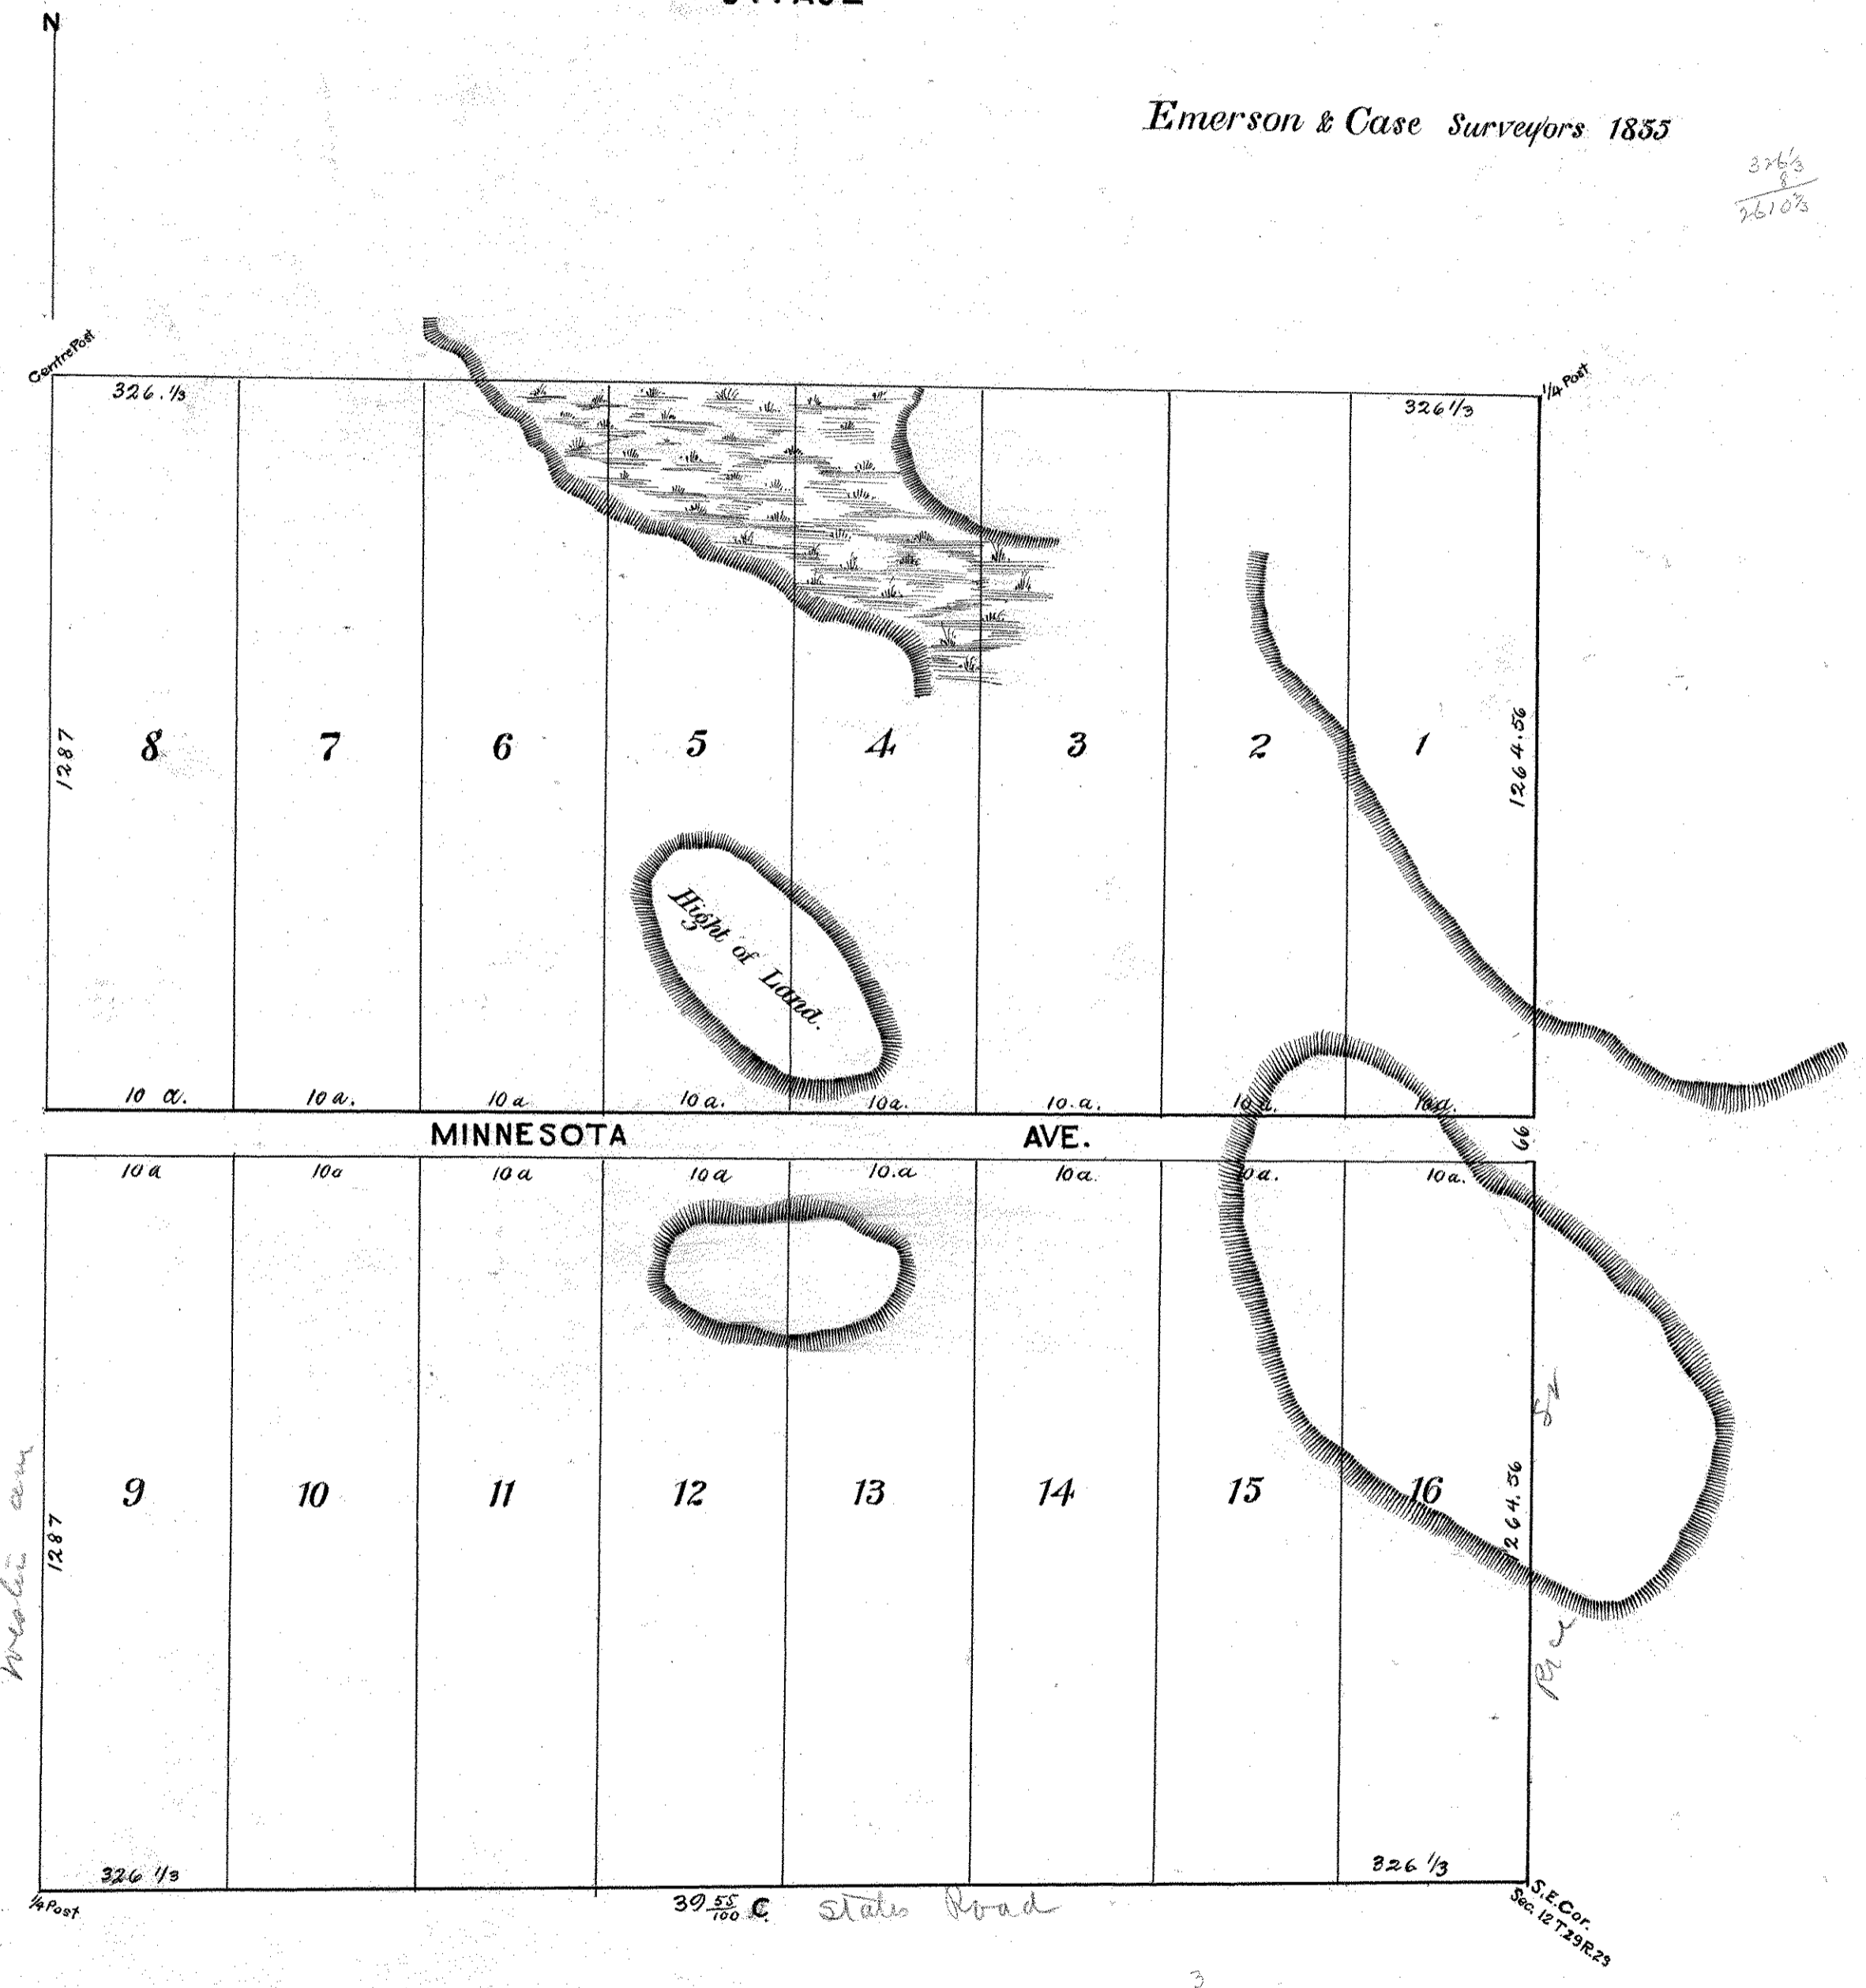 N
Emerson & Case Surveyors 1855
326 1/3
8
2610 2/3
Centre Post
1/4 Post
326. 1/3
326 1/3
1287
8
7
6
5
4
3
2
1
1264.56
Hight of Land.
10 a.
10 a.
10 a
10 a.
10 a.
10. a.
10 a.
10 a.
MINNESOTA AVE.
66
10 a
10 a
10 a
10 a
10. a
10 a.
10 a.
10 a.
1287
9
10
11
12
13
14
15
16
1264.56
St
326 1/3
326 1/3
1/4 Post
39 55/100 C.
States Road
S.E. Cor.
Sec. 12 T.29 R.23
3